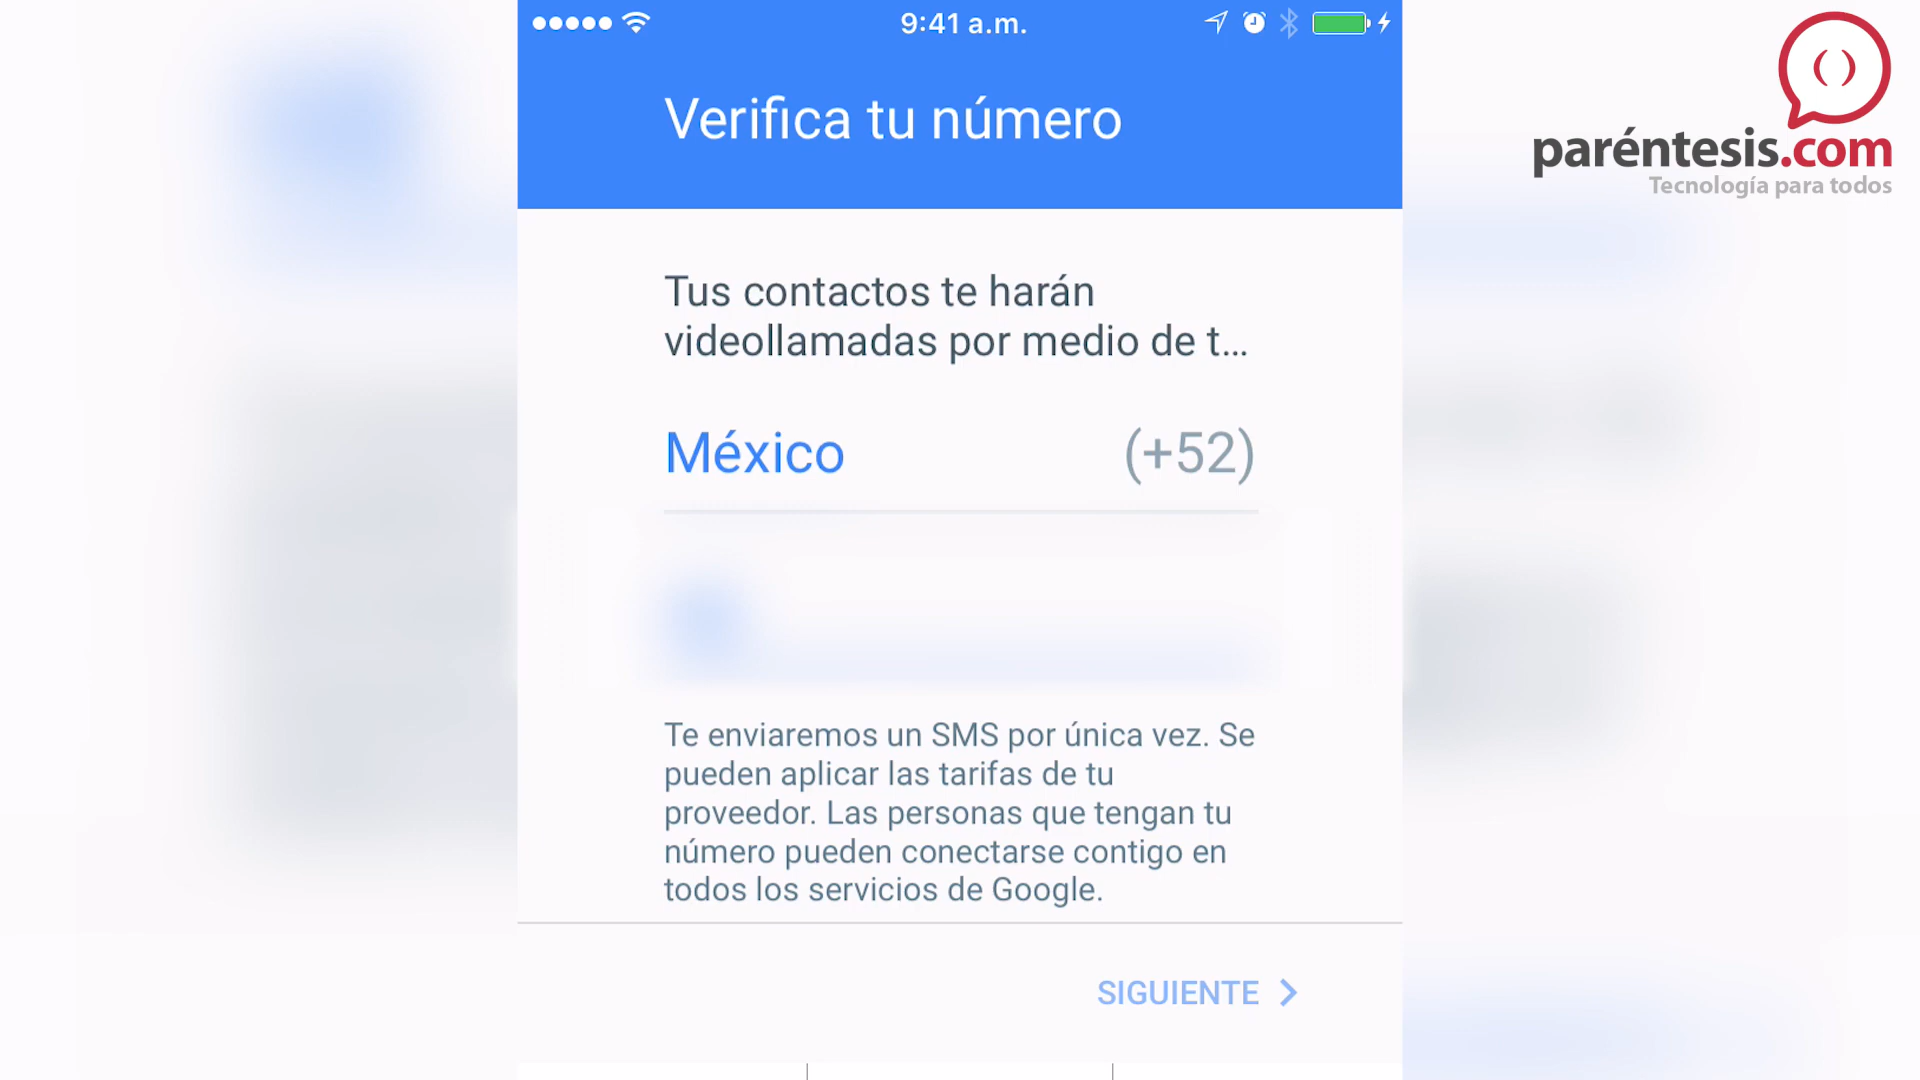 9:41 a.m.
Verifica tu número
paréntesis.com
Tecnología para todos
Tus contactos te harán
videollamadas por medio de t...
México (+52)
Te enviaremos un SMS por única vez. Se
pueden aplicar las tarifas de tu
proveedor. Las personas que tengan tu
número pueden conectarse contigo en
todos los servicios de Google.
SIGUIENTE